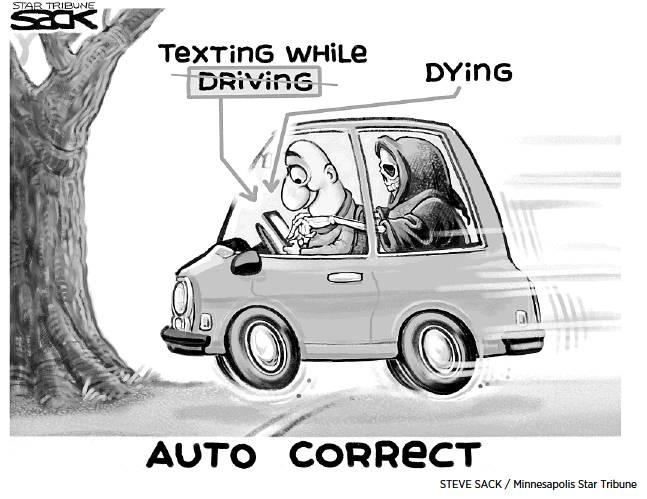 STAR TRIBUNE
SACK
TEXTING WHILE
DRIVING
DYING
AUTO CORRECT
STEVE SACK / Minnesapolis Star Tribune